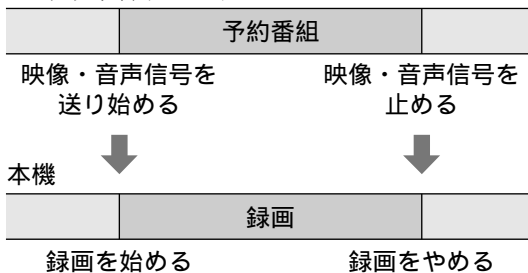 予約番組
映像・音声信号を 映像・音声信号を
送り始める 止める
本機
録画
録画を始める 録画をやめる